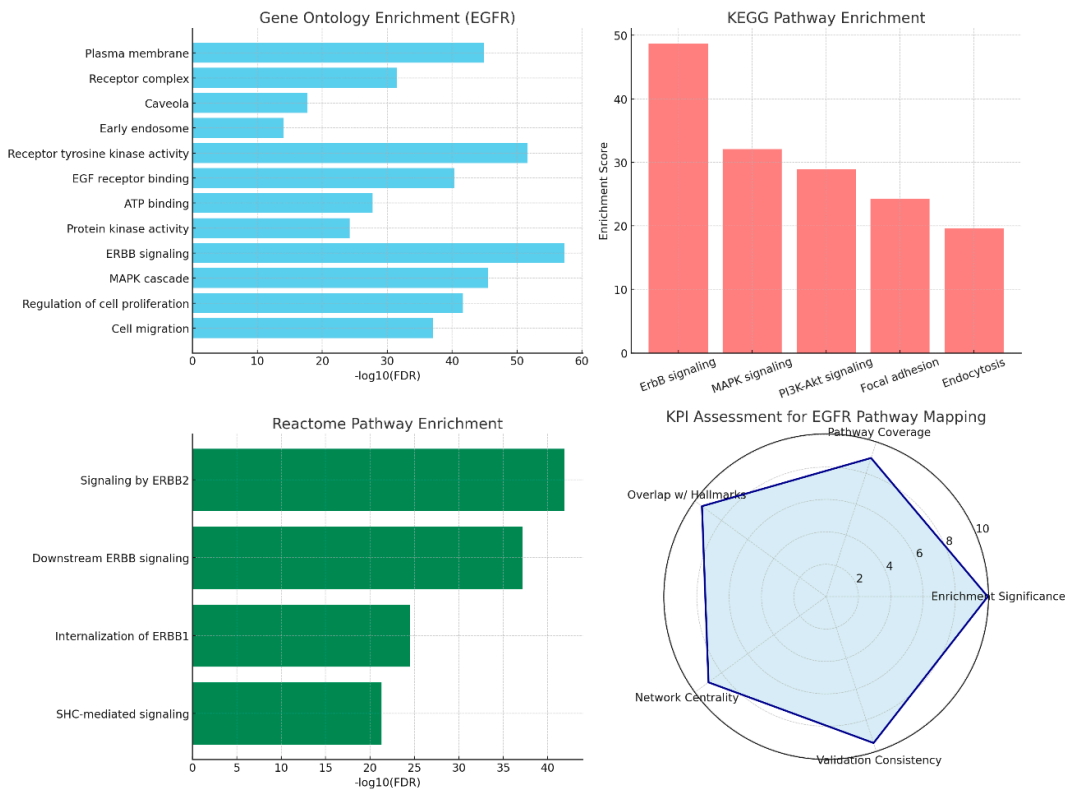 Gene Ontology Enrichment (EGFR)
Plasma membrane
Receptor complex
Caveola
Early endosome
Receptor tyrosine kinase activity
EGF receptor binding
ATP binding
Protein kinase activity
ERBB signaling
MAPK cascade
Regulation of cell proliferation
Cell migration
0 10 20 30 40 50 60
-log10(FDR)
KEGG Pathway Enrichment
Enrichment Score
50
40
30
20
10
0
ErbB signaling
MAPK signaling
PI3K-Akt signaling
Focal adhesion
Endocytosis
Reactome Pathway Enrichment
Signaling by ERBB2
Downstream ERBB signaling
Internalization of ERBB1
SHC-mediated signaling
0 5 10 15 20 25 30 35 40
-log10(FDR)
KPI Assessment for EGFR Pathway Mapping
Pathway Coverage
Overlap w/ Hallmarks
2 4 6 8 10
Enrichment Significance
Network Centrality
Validation Consistency